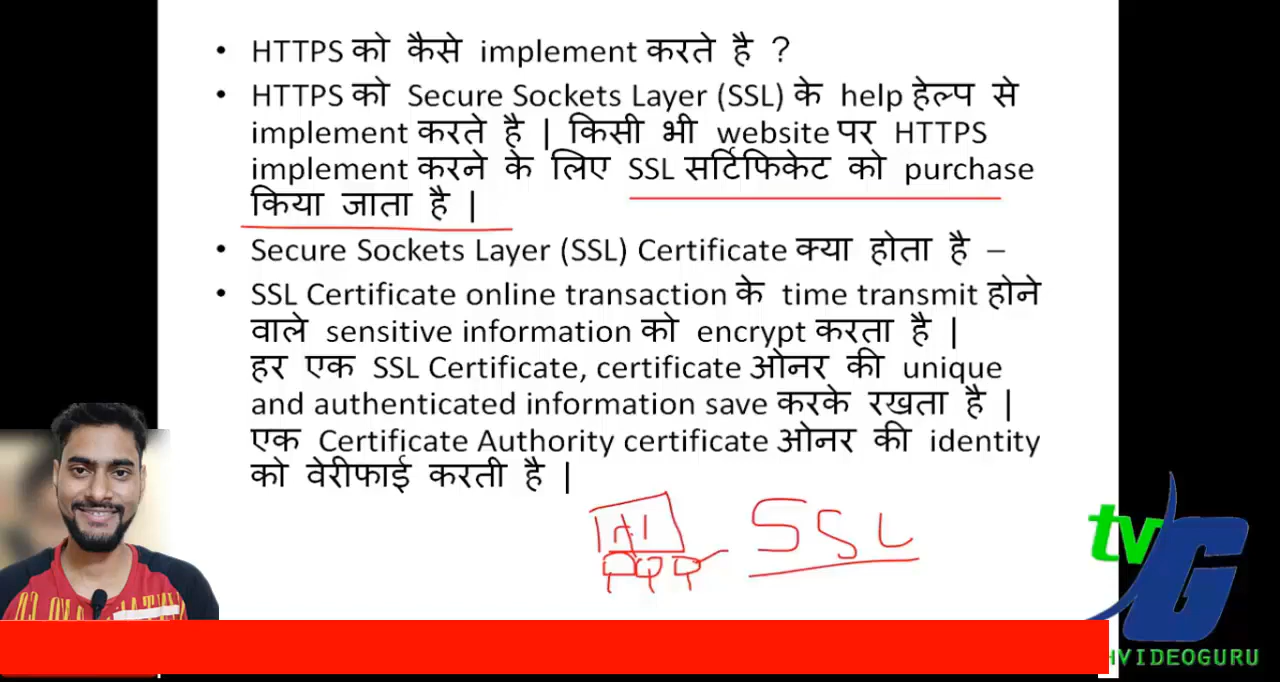 • HTTPS को कैसे implement करते है ?
• HTTPS को Secure Sockets Layer (SSL) के help हेल्प से
implement करते है | किसी भी website पर HTTPS
implement करने के लिए SSL सर्टिफिकेट को purchase
किया जाता है |
• Secure Sockets Layer (SSL) Certificate क्या होता है –
• SSL Certificate online transaction के time transmit होने
वाले sensitive information को encrypt करता है |
हर एक SSL Certificate, certificate ओनर की unique
and authenticated information save करके रखता है |
एक Certificate Authority certificate ओनर की identity
को वेरीफाई करती है |
SSL
tv G
HVIDEOGURU